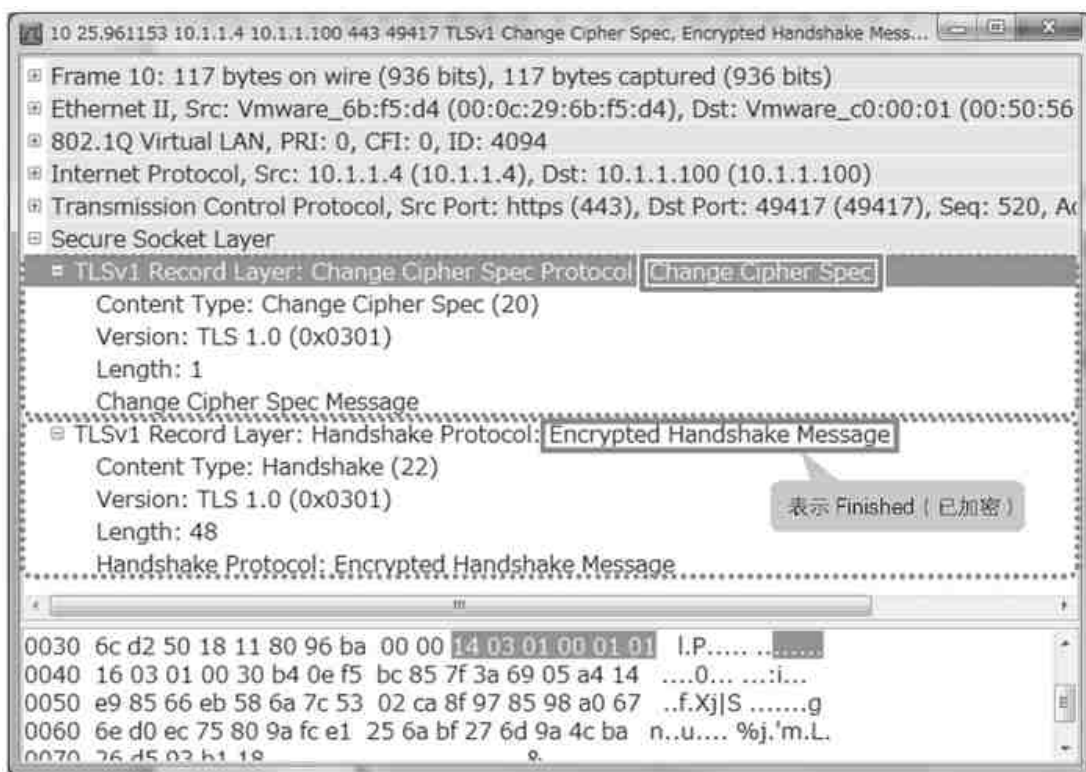 10 25.961153 10.1.1.4 10.1.1.100 443 49417 TLSv1 Change Cipher Spec, Encrypted Handshake Mess...
Frame 10: 117 bytes on wire (936 bits), 117 bytes captured (936 bits)
Ethernet II, Src: Vmware_6b:f5:d4 (00:0c:29:6b:f5:d4), Dst: Vmware_c0:00:01 (00:50:56
802.1Q Virtual LAN, PRI: 0, CFI: 0, ID: 4094
Internet Protocol, Src: 10.1.1.4 (10.1.1.4), Dst: 10.1.1.100 (10.1.1.100)
Transmission Control Protocol, Src Port: https (443), Dst Port: 49417 (49417), Seq: 520,
Secure Socket Layer
TLSv1 Record Layer: Change Cipher Spec Protocol: Change Cipher Spec
Content Type: Change Cipher Spec (20)
Version: TLS 1.0 (0x0301)
Length: 1
Change Cipher Spec Message
TLSv1 Record Layer: Handshake Protocol: Encrypted Handshake Message
Content Type: Handshake (22)
Version: TLS 1.0 (0x0301)
表示 Finished（已加密）
Length: 48
Handshake Protocol: Encrypted Handshake Message
0030 6c d2 50 18 11 80 96 ba 00 00 14 03 01 00 01 01 l.P..... ........
0040 16 03 01 00 30 b4 0e f5 bc 85 7f 3a 69 05 a4 14 ....0... ...:i...
0050 e9 85 66 eb 58 6a 7c 53 02 ca 8f 97 85 98 a0 67 ..f.Xj|S .......g
0060 6e d0 ec 75 80 9a fc e1 25 6a bf 27 6d 9a 4c ba n..u.... %j.'m.L.
0070 26 d5 93 b1 18 &